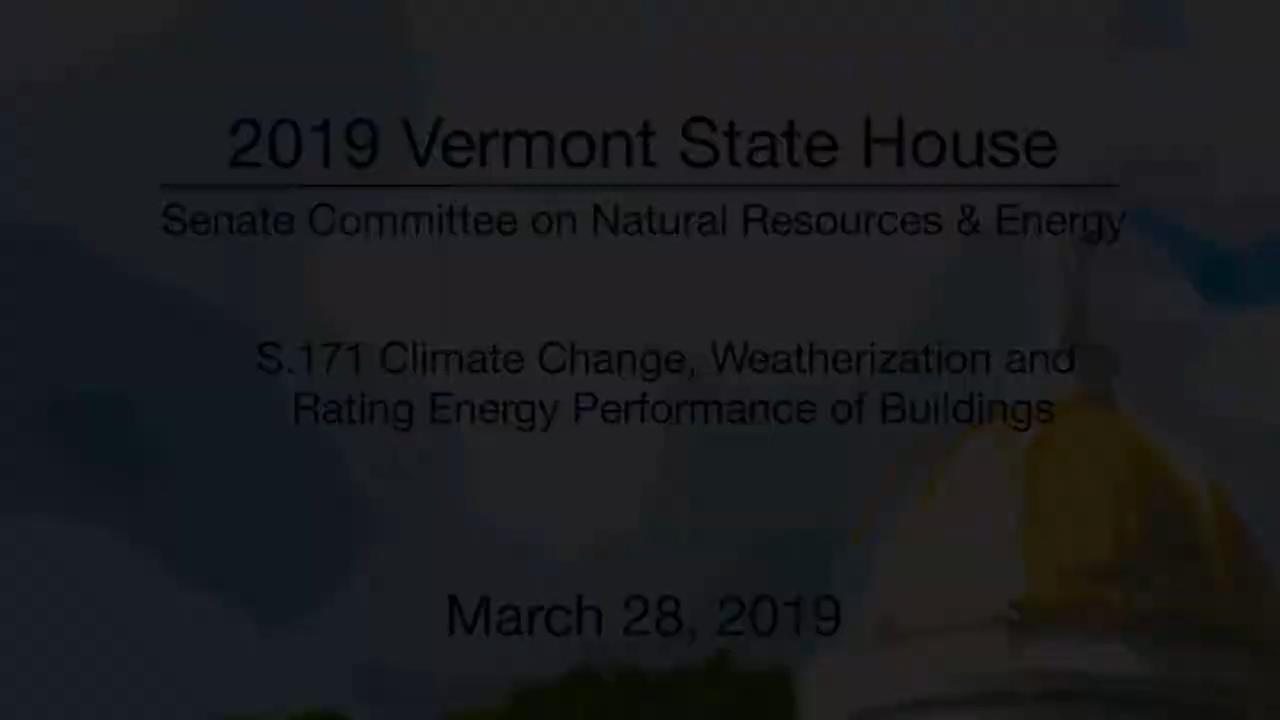 2019 Vermont State House
Senate Committee on Natural Resources & Energy
S.171 Climate Change, Weatherization and
Rating Energy Performance of Buildings
March 28, 2019